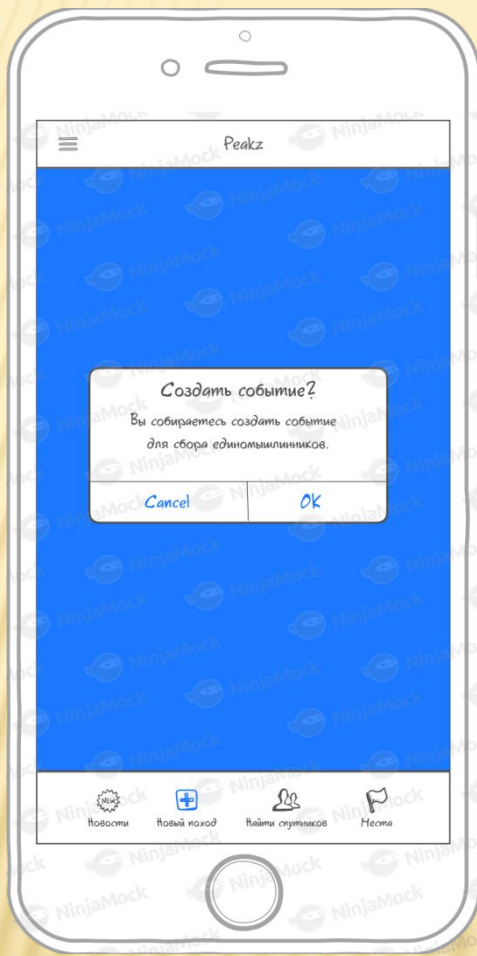 Peakz
Создать событие?
Вы собираетесь создать событие
для сбора единомышлинников.
Cancel
OK
NEW
Новости
Новый поход
Найти спутников
Места
NinjaMock